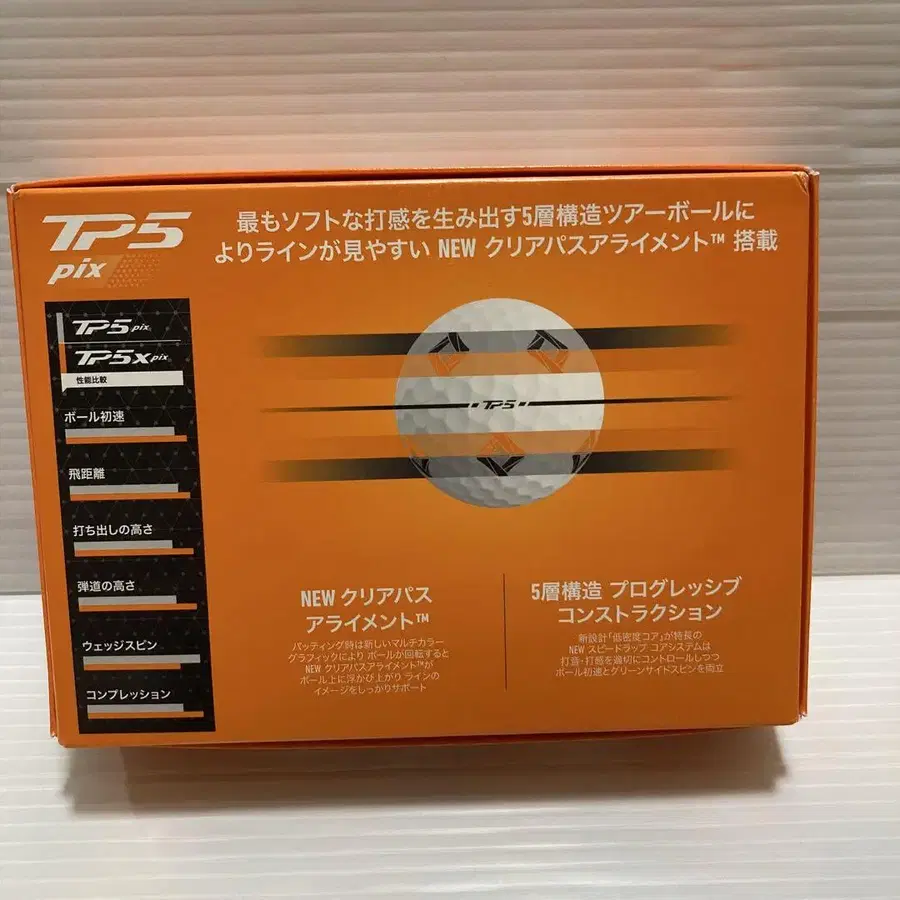 TP5
pix
最もソフトな打感を生み出す5層構造ツアーボールに
よりラインが見やすい NEW クリアパスアライメント™ 搭載
TP5 pix
TP5x pix
性能比較
ボール初速
飛距離
打ち出しの高さ
弾道の高さ
ウェッジスピン
コンプレッション
TP5
NEW クリアパス
アライメント™
パッティング時は新しいマルチカラー
グラフィックにより ボールが回転すると
NEW クリアパスアライメント™が
ボール上に浮かび上がり ラインの
イメージをしっかりサポート
5層構造 プログレッシブ
コンストラクション
新設計「低密度コア」が特長の
NEW スピードラップ コアシステムは
打音・打感を適切にコントロールしつつ
ボール初速とグリーンサイドスピンを両立